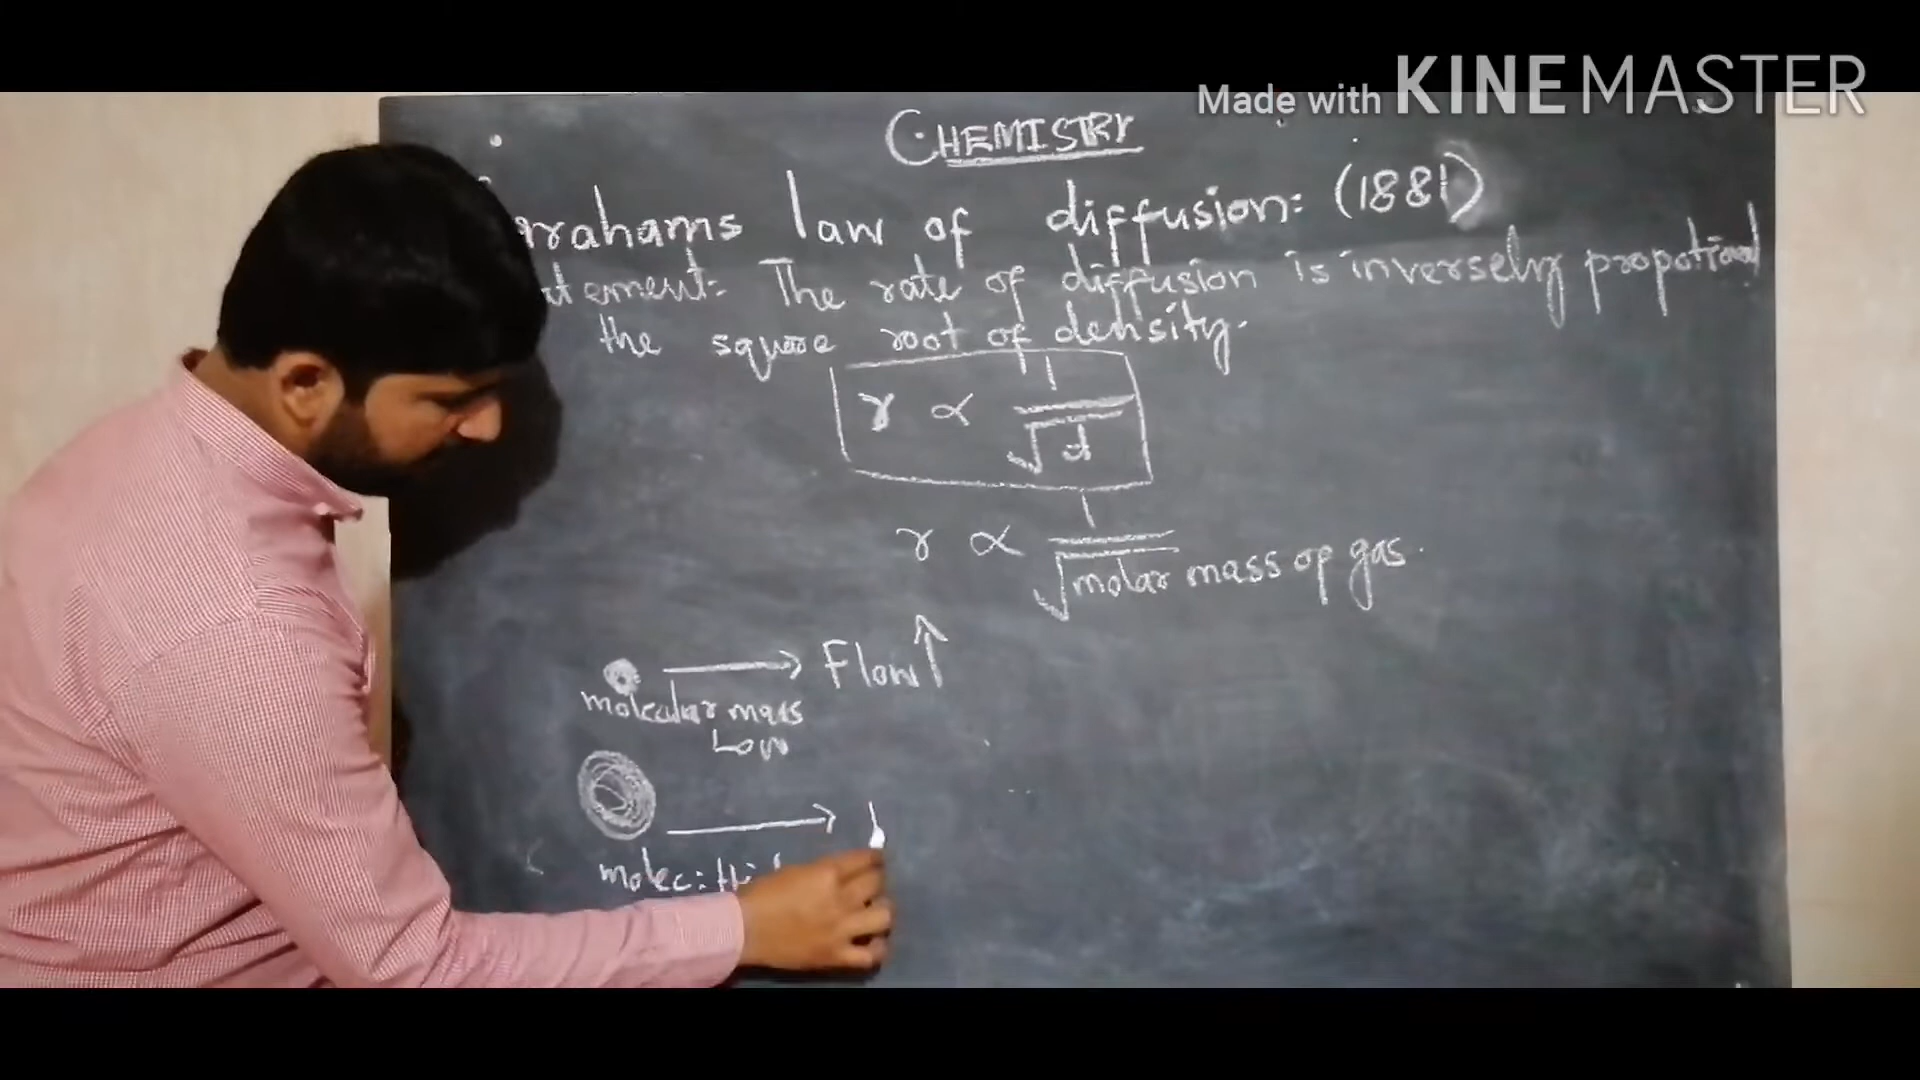 Made with KINEMASTER
CHEMISTRY
rahams law of diffusion: (1881)
atement:- The rate of diffusion is inversely propotional
the square root of density.
r ∝ 1/√d
r ∝ 1/√molar mass of gas.
Flow ↑
molcular mass
Low
molec: